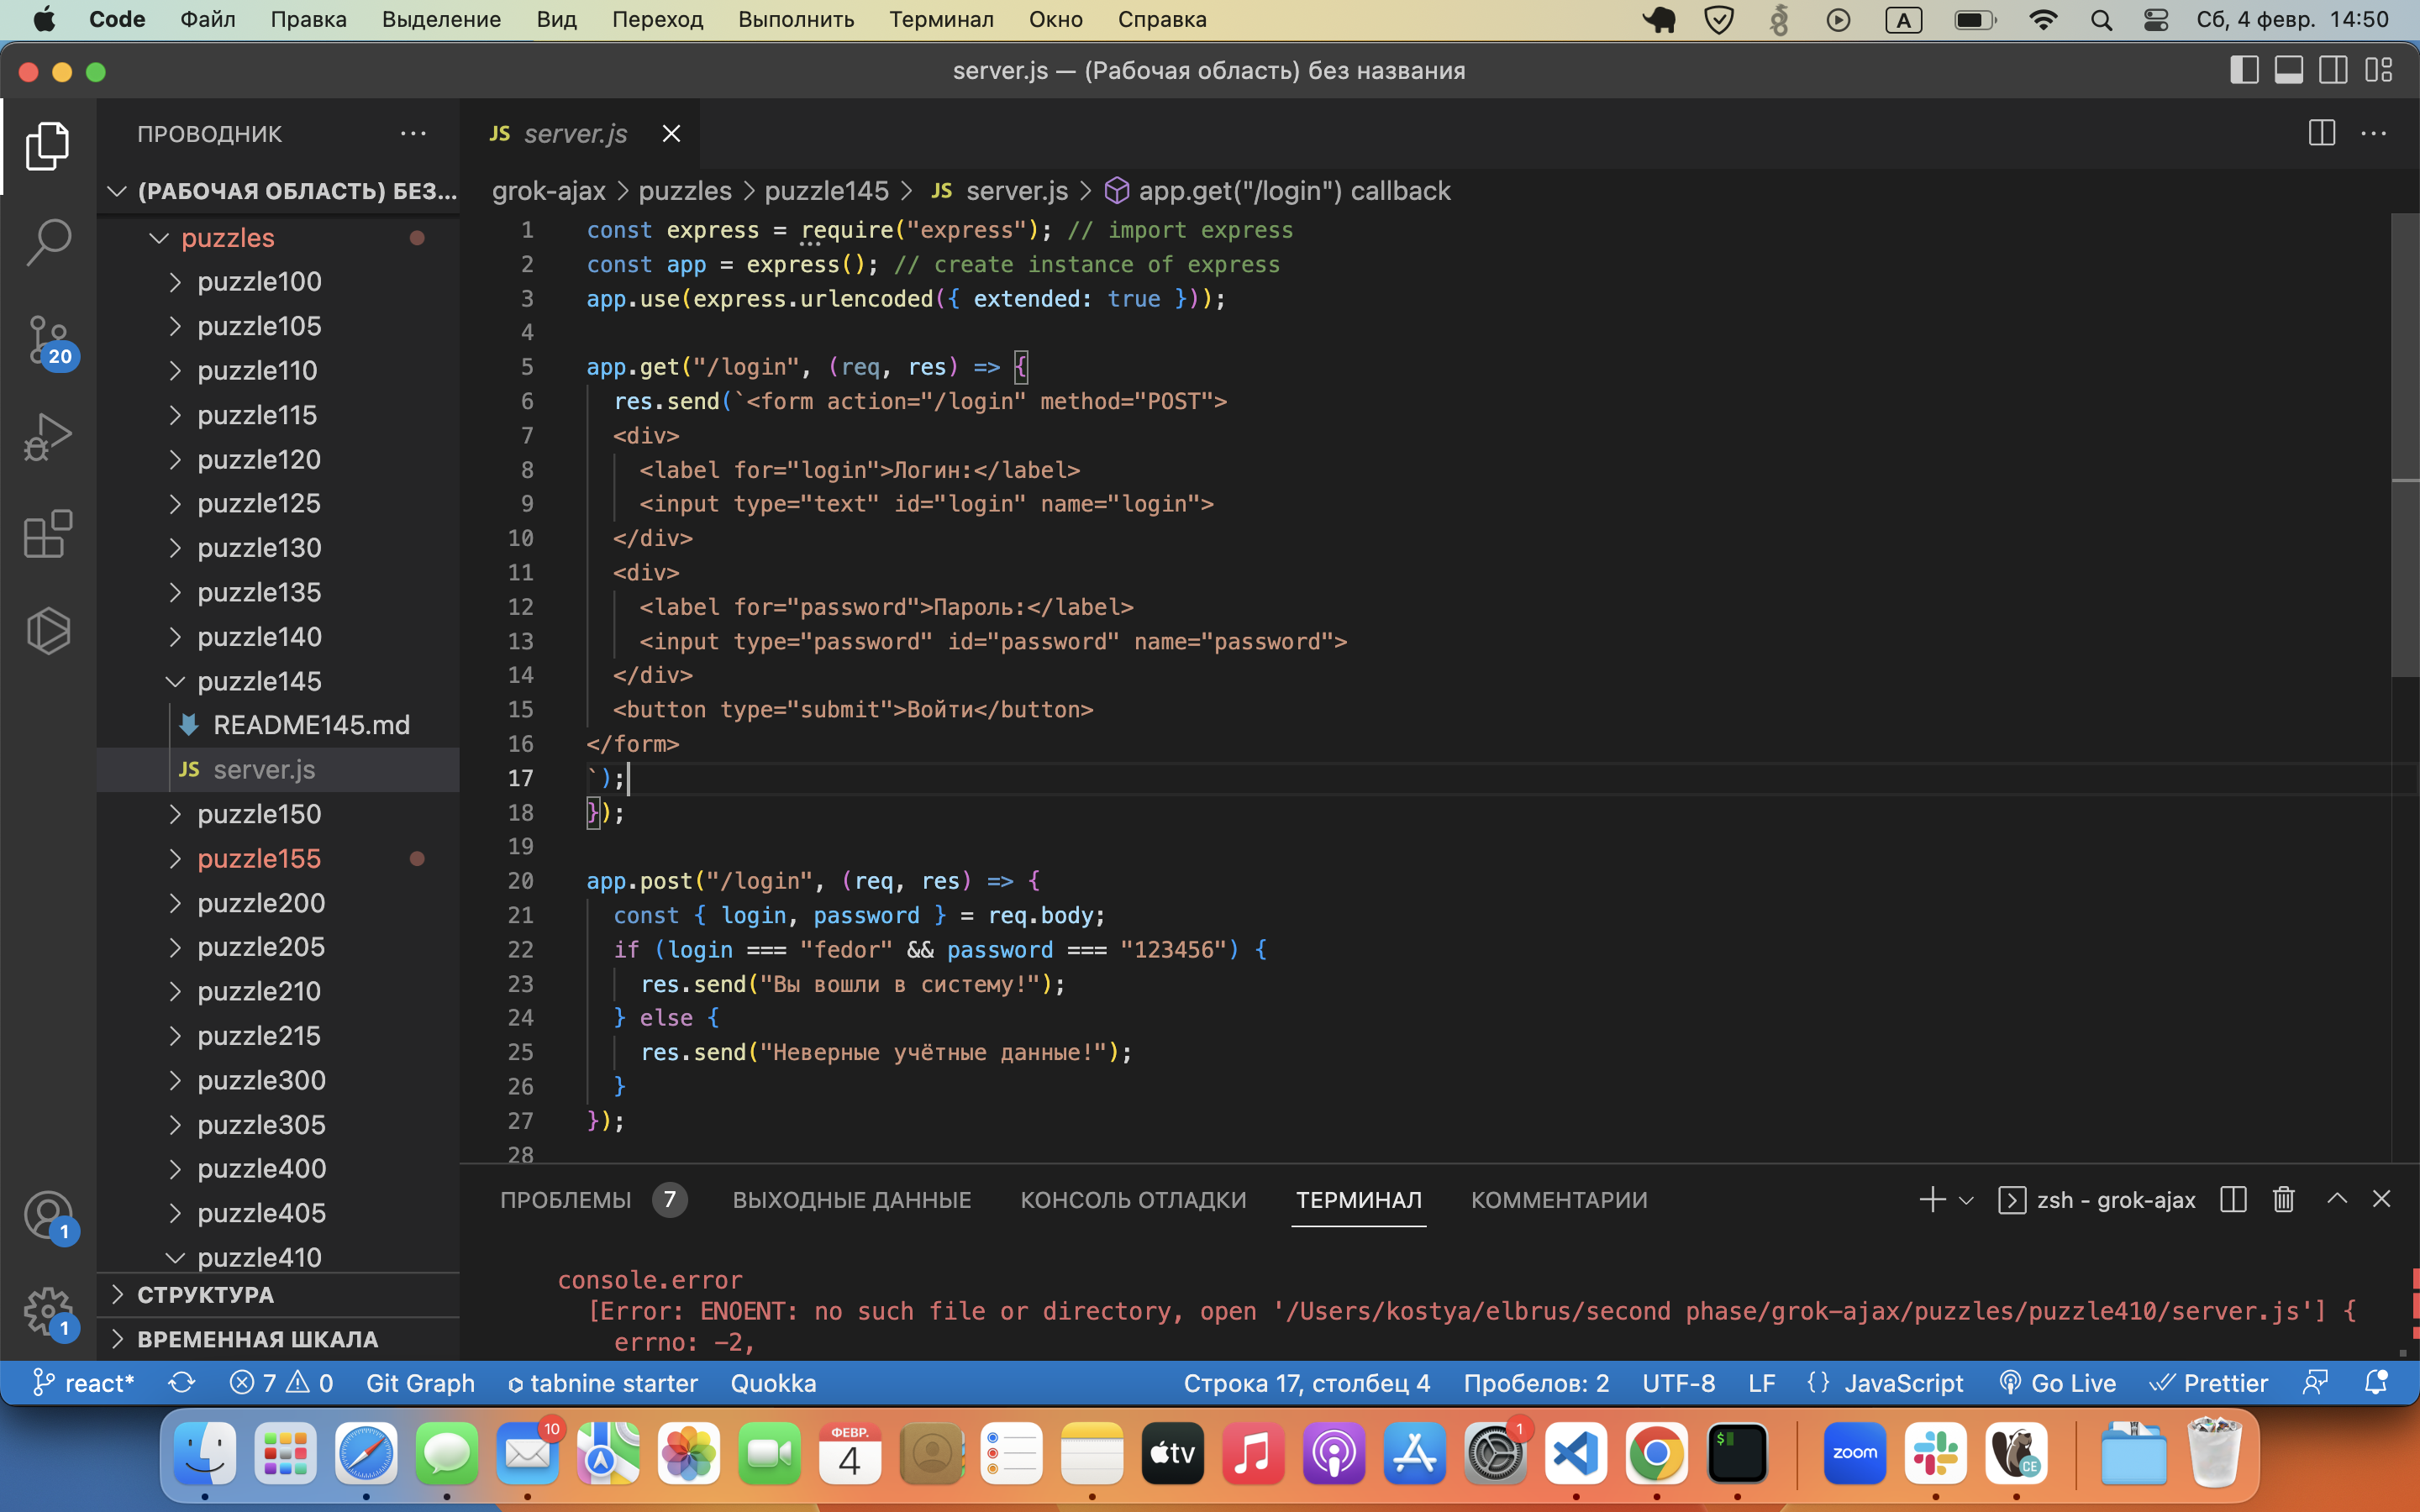 Code Файл Правка Выделение Вид Переход Выполнить Терминал Окно Справка A Сб, 4 февр. 14:50
server.js — (Рабочая область) без названия
ПРОВОДНИК
(РАБОЧАЯ ОБЛАСТЬ) БЕЗ...
puzzles
puzzle100
puzzle105
puzzle110
puzzle115
puzzle120
puzzle125
puzzle130
puzzle135
puzzle140
puzzle145
README145.md
JS server.js
puzzle150
puzzle155
puzzle200
puzzle205
puzzle210
puzzle215
puzzle300
puzzle305
puzzle400
puzzle405
puzzle410
СТРУКТУРА
ВРЕМЕННАЯ ШКАЛА
20
1
1
JS server.js
grok-ajax > puzzles > puzzle145 > JS server.js > app.get("/login") callback
1 const express = require("express"); // import express
2 const app = express(); // create instance of express
3 app.use(express.urlencoded({ extended: true }));
4
5 app.get("/login", (req, res) => {
6 res.send(`<form action="/login" method="POST">
7 <div>
8 <label for="login">Логин:</label>
9 <input type="text" id="login" name="login">
10 </div>
11 <div>
12 <label for="password">Пароль:</label>
13 <input type="password" id="password" name="password">
14 </div>
15 <button type="submit">Войти</button>
16 </form>
17 `);
18 });
19
20 app.post("/login", (req, res) => {
21 const { login, password } = req.body;
22 if (login === "fedor" && password === "123456") {
23 res.send("Вы вошли в систему!");
24 } else {
25 res.send("Неверные учётные данные!");
26 }
27 });
28
ПРОБЛЕМЫ 7 ВЫХОДНЫЕ ДАННЫЕ КОНСОЛЬ ОТЛАДКИ ТЕРМИНАЛ КОММЕНТАРИИ zsh - grok-ajax
console.error
[Error: ENOENT: no such file or directory, open '/Users/kostya/elbrus/second phase/grok-ajax/puzzles/puzzle410/server.js'] {
errno: -2,
react* 7 0 Git Graph tabnine starter Quokka Строка 17, столбец 4 Пробелов: 2 UTF-8 LF {} JavaScript Go Live Prettier
10 ФЕВР. 4 tv 1 $ zoom CE